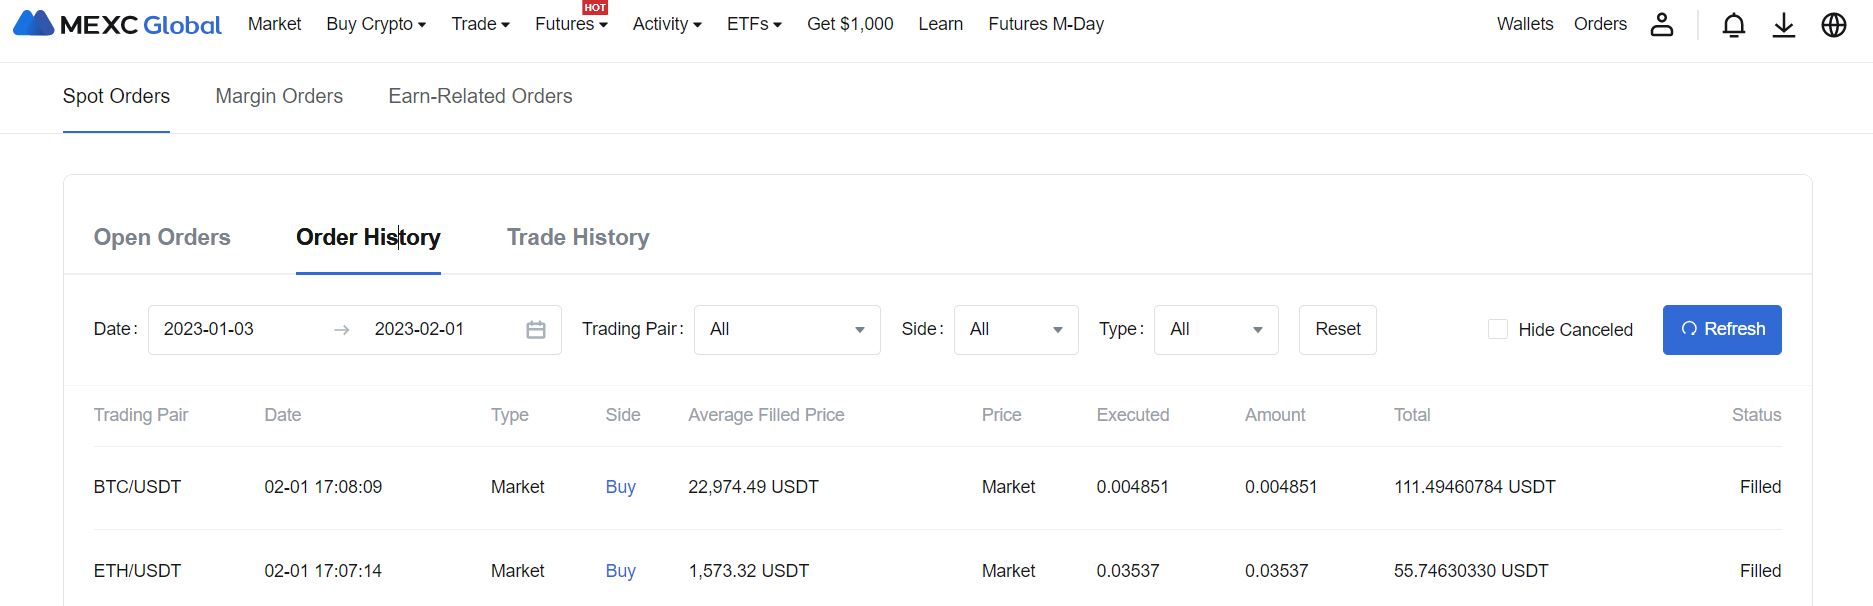 MEXC Global Market Buy Crypto Trade Futures HOT Activity ETFs Get $1,000 Learn Futures M-Day Wallets Orders
Spot Orders Margin Orders Earn-Related Orders
Open Orders Order History Trade History
Date: 2023-01-03 → 2023-02-01 Trading Pair: All Side: All Type: All Reset Hide Canceled Refresh
Trading Pair Date Type Side Average Filled Price Price Executed Amount Total Status
BTC/USDT 02-01 17:08:09 Market Buy 22,974.49 USDT Market 0.004851 0.004851 111.49460784 USDT Filled
ETH/USDT 02-01 17:07:14 Market Buy 1,573.32 USDT Market 0.03537 0.03537 55.74630330 USDT Filled